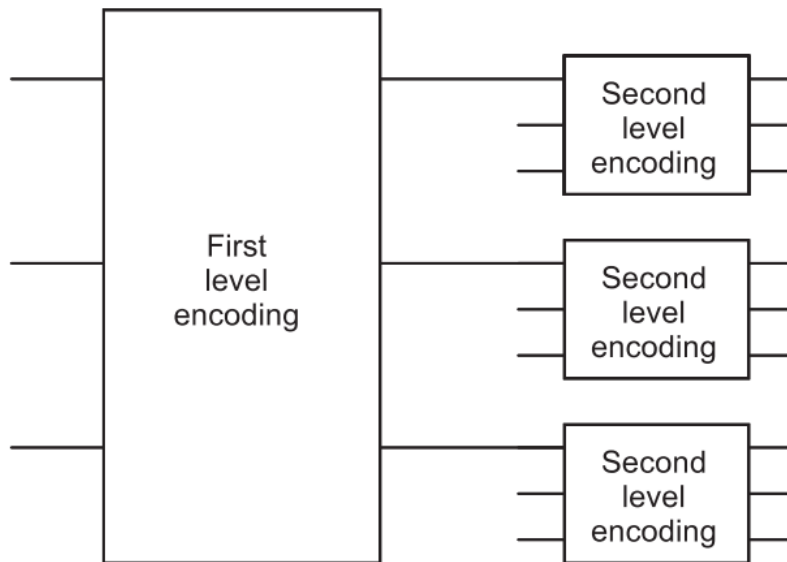 First
level
encoding
Second
level
encoding
Second
level
encoding
Second
level
encoding